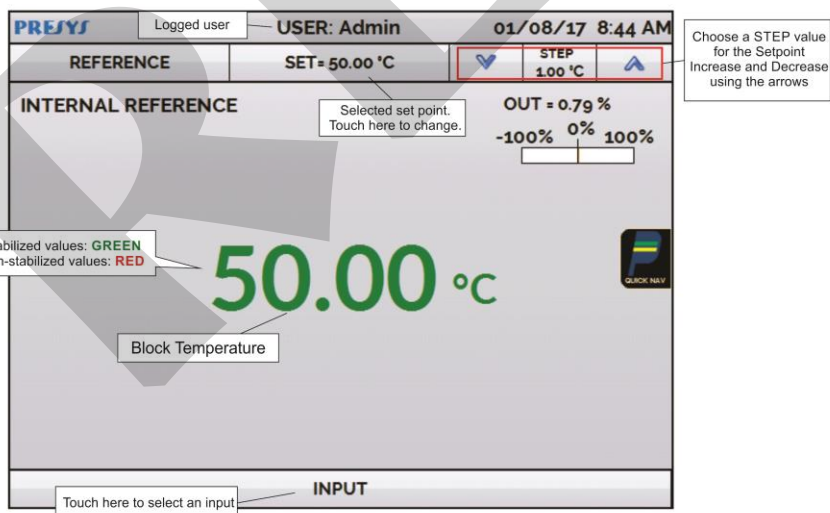 PRESYS
Logged user
USER: Admin
01/08/17 8:44 AM
REFERENCE
SET= 50.00 °C
STEP
1.00 °C
Choose a STEP value
for the Setpoint
Increase and Decrease
using the arrows
INTERNAL REFERENCE
Selected set point.
Touch here to change.
OUT = 0.79 %
-100% 0% 100%
values: GREEN
values: RED
50.00 °C
QUICK NAV
Block Temperature
INPUT
Touch here to select an input